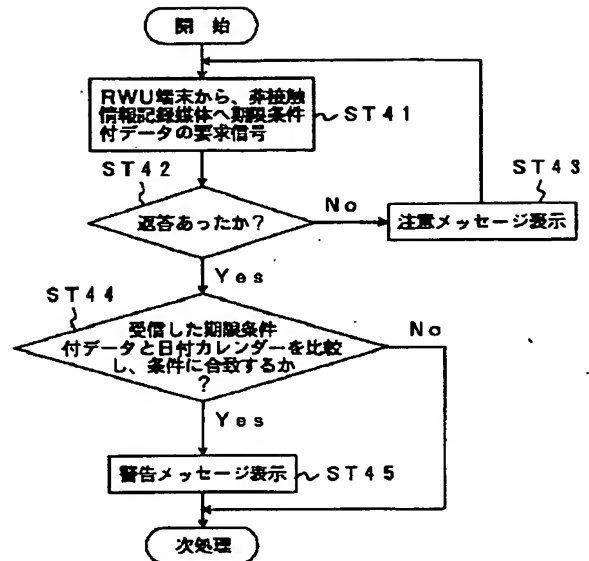 開始
RWU端末から、非接触
情報記録媒体へ期限条件
付データの要求信号
ST41
ST42
返答あったか？
No
ST43
注意メッセージ表示
Yes
ST44
受信した期限条件
付データと日付カレンダーを比較
し、条件に合致するか
？
No
Yes
警告メッセージ表示
ST45
次処理